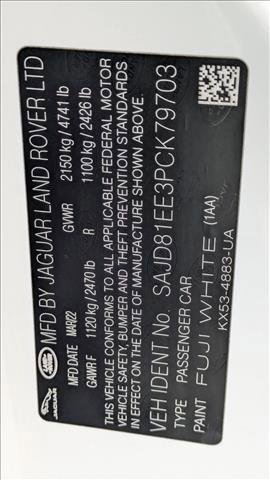 JAGUAR
LAND ROVER
MFD BY JAGUAR LAND ROVER LTD
MFD DATE MAR22 GVWR 2150 kg / 4741 lb
GAWR F 1120 kg / 2470 lb R 1100 kg / 2426 lb
THIS VEHICLE CONFORMS TO ALL APPLICABLE FEDERAL MOTOR
VEHICLE SAFETY, BUMPER AND THEFT PREVENTION STANDARDS
IN EFFECT ON THE DATE OF MANUFACTURE SHOWN ABOVE.
VEH IDENT No. SAJD81EE3PCK79703
TYPE PASSENGER CAR
PAINT FUJI WHITE (1AA)
KX53-4883-UA